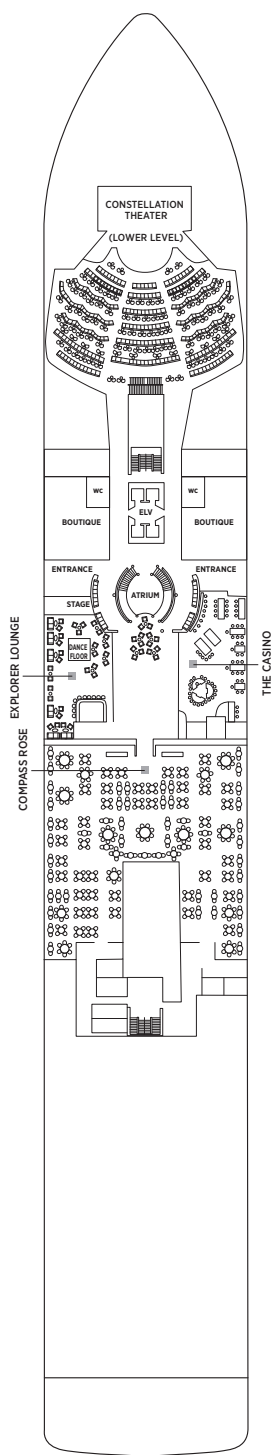 CONSTELLATION
THEATER
(LOWER LEVEL)
WC
WC
ELV
BOUTIQUE
BOUTIQUE
ENTRANCE
ENTRANCE
ATRIUM
STAGE
DANCE
FLOOR
EXPLORER LOUNGE
THE CASINO
COMPASS ROSE